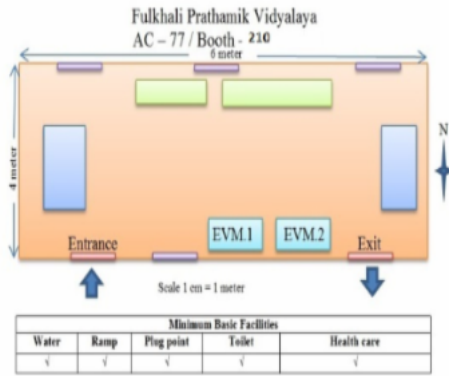 Fulkhali Prathamik Vidyalaya
AC – 77 / Booth - 210
6 meter
4 meter
N
EVM.1 EVM.2
Entrance Exit
Scale 1 cm = 1 meter
Minimum Basic Facilities
Water Ramp Plug point Toilet Health care
√ √ √ √ √